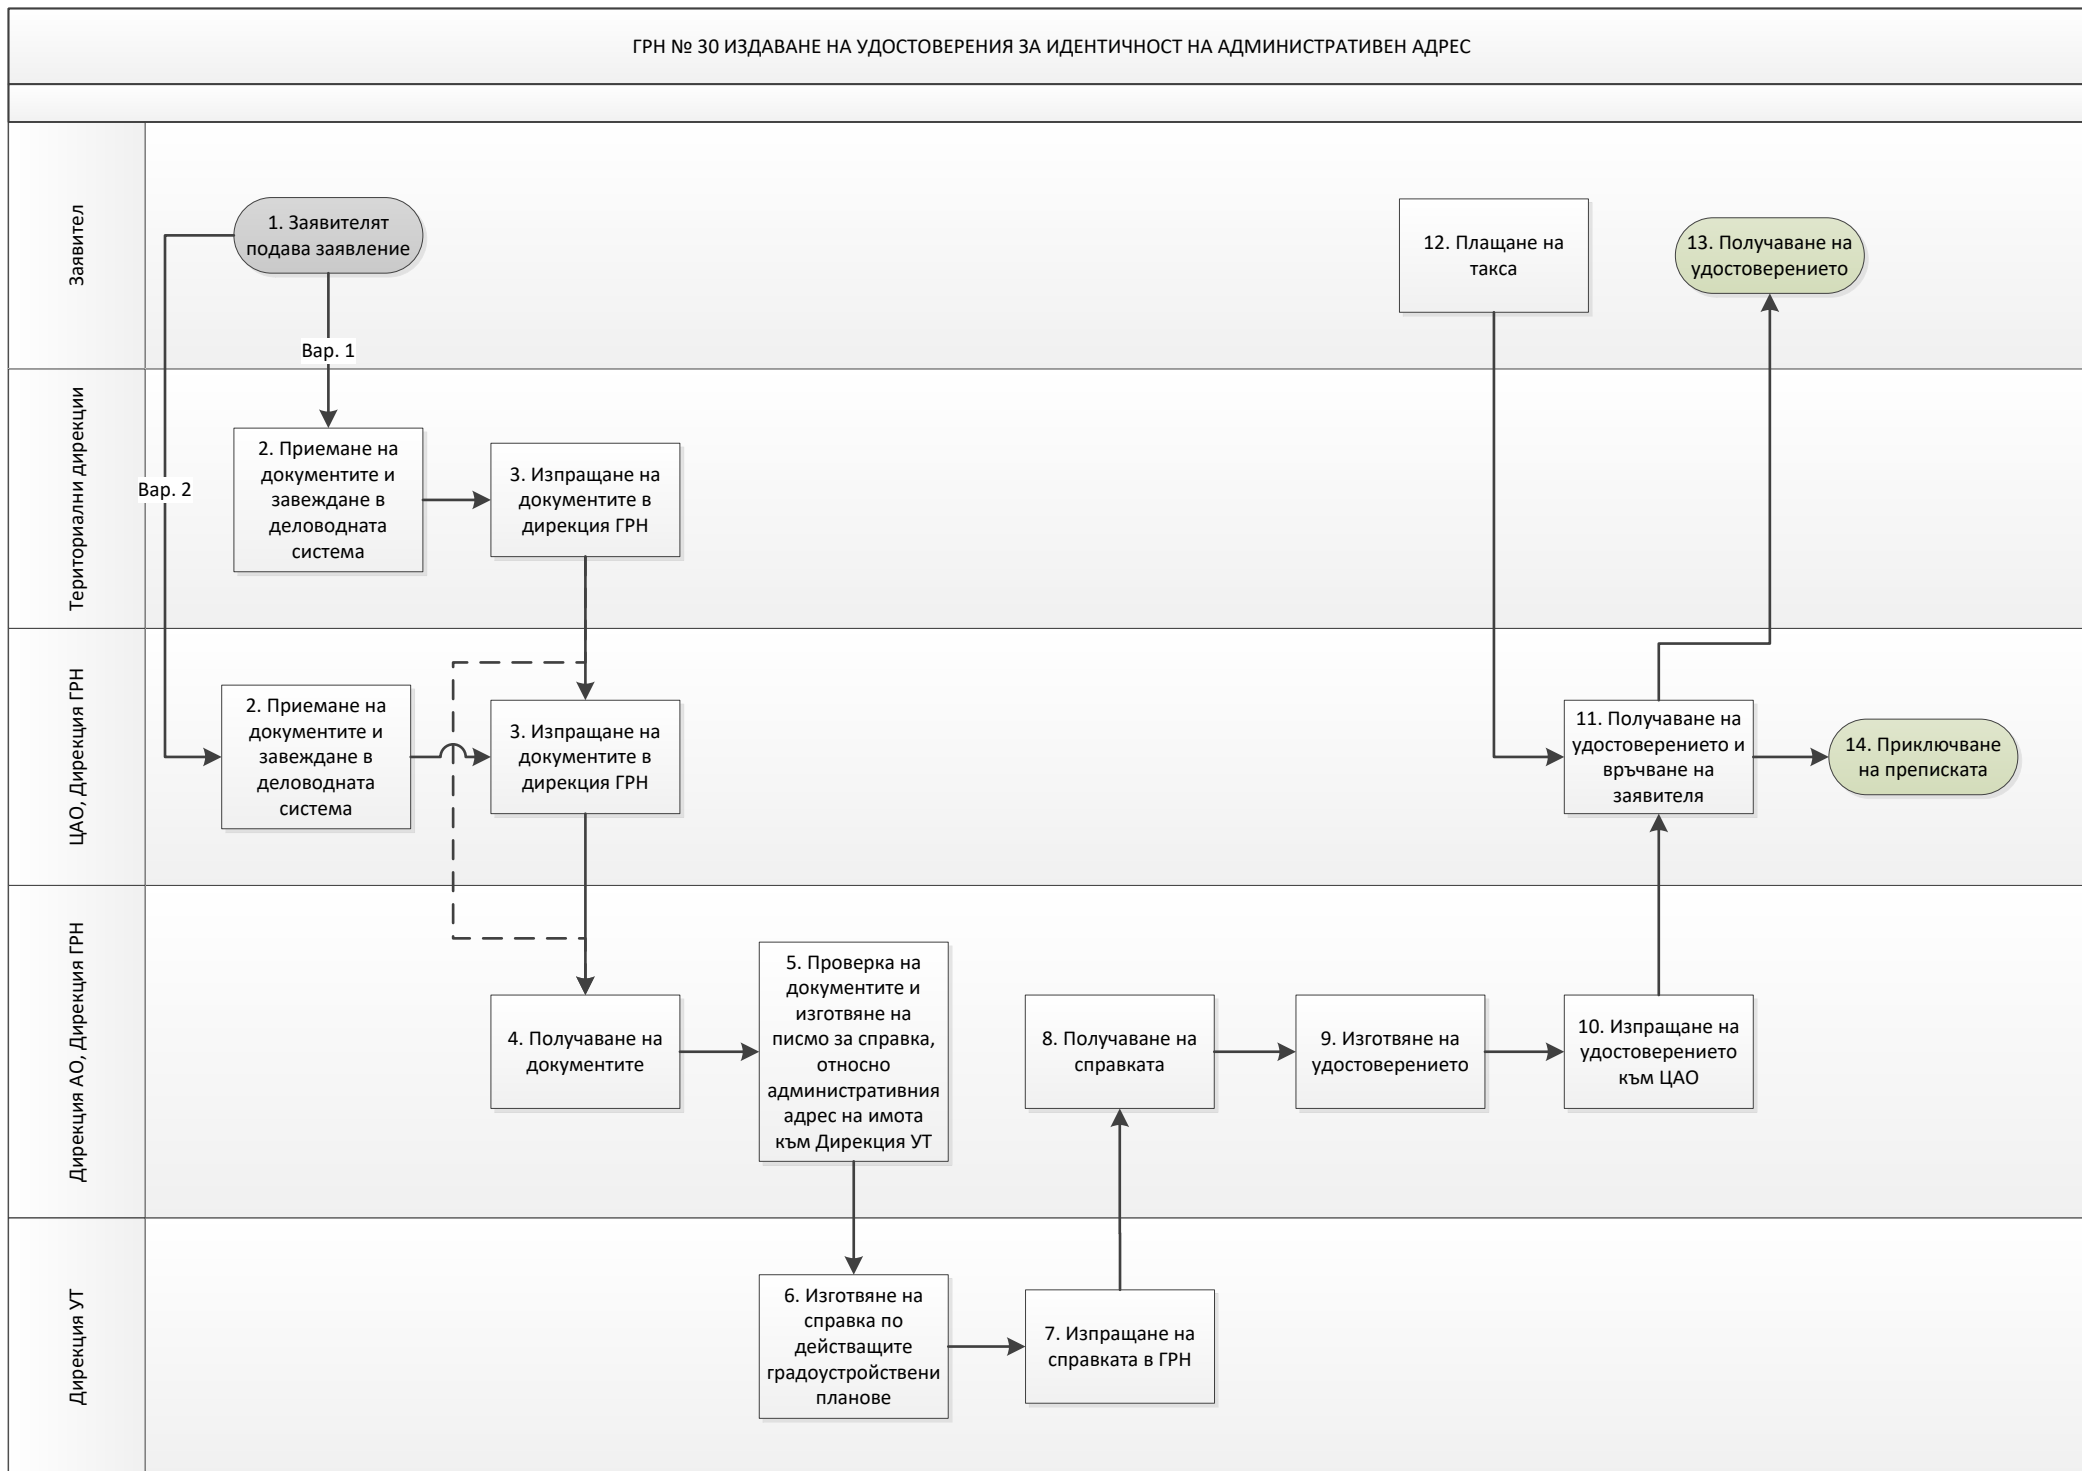 ГРН № 30 ИЗДАВАНЕ НА УДОСТОВЕРЕНИЯ ЗА ИДЕНТИЧНОСТ НА АДМИНИСТРАТИВЕН АДРЕС
Заявител
1. Заявителят
подава заявление
Вар. 1
12. Плащане на
такса
13. Получаване на
удостоверението
Териториални дирекции
Вар. 2
2. Приемане на
документите и
завеждане в
деловодната
система
3. Изпращане на
документите в
дирекция ГРН
ЦАО, Дирекция ГРН
2. Приемане на
документите и
завеждане в
деловодната
система
3. Изпращане на
документите в
дирекция ГРН
11. Получаване на
удостоверението и
връчване на
заявителя
14. Приключване
на преписката
Дирекция АО, Дирекция ГРН
4. Получаване на
документите
5. Проверка на
документите и
изготвяне на
писмо за справка,
относно
административния
адрес на имота
към Дирекция УТ
8. Получаване на
справката
9. Изготвяне на
удостоверението
10. Изпращане на
удостоверението
към ЦАО
Дирекция УТ
6. Изготвяне на
справка по
действащите
градоустройствени
планове
7. Изпращане на
справката в ГРН